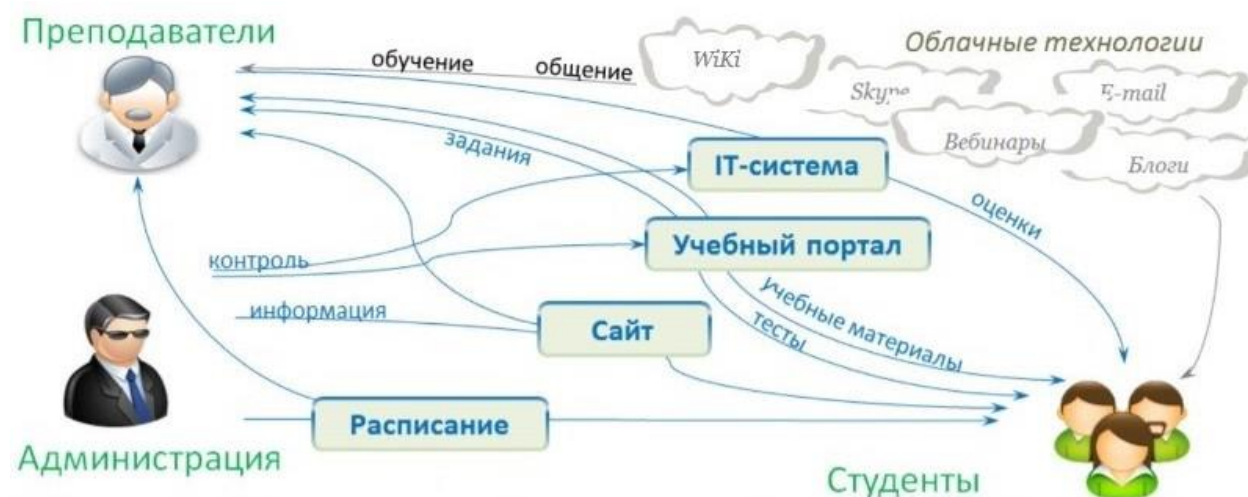 Преподаватели
обучение
общение
WiKi
Облачные технологии
Skype
E-mail
Вебинары
Блоги
задания
IT-система
оценки
Учебный портал
контроль
учебные материалы
тесты
информация
Сайт
Расписание
Администрация
Студенты